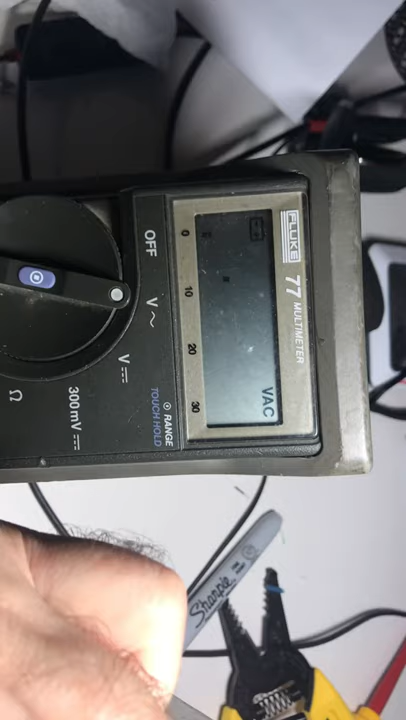 FLUKE
77 MULTIMETER
VAC
0
10
20
30
OFF
V ~
V ⎓
300mV ⎓
Ω
RANGE
TOUCH HOLD
Sharpie